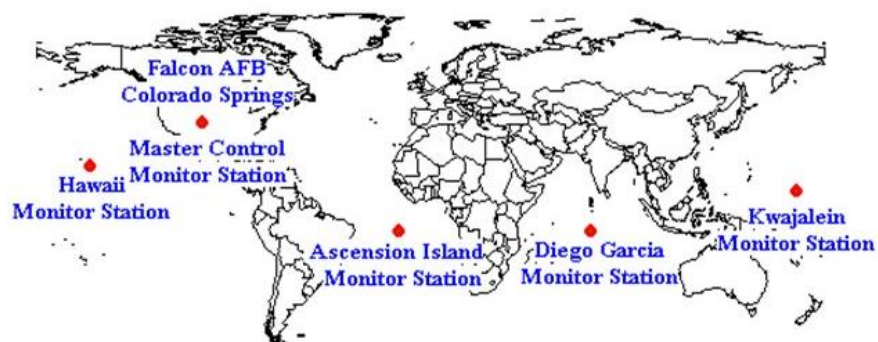 Falcon AFB
Colorado Springs
Master Control
Monitor Station
Hawaii
Monitor Station
Ascension Island
Monitor Station
Diego Garcia
Monitor Station
Kwajalein
Monitor Station